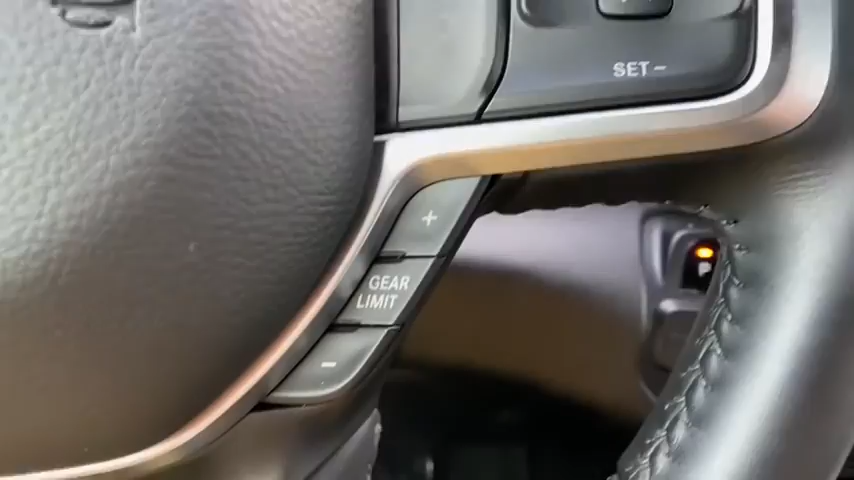 SET –
+
GEAR
LIMIT
–
P